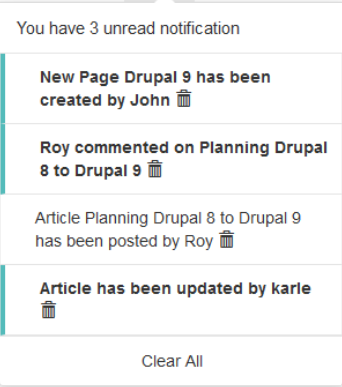 You have 3 unread notification
New Page Drupal 9 has been
created by John
Roy commented on Planning Drupal
8 to Drupal 9
Article Planning Drupal 8 to Drupal 9
has been posted by Roy
Article has been updated by karle
Clear All